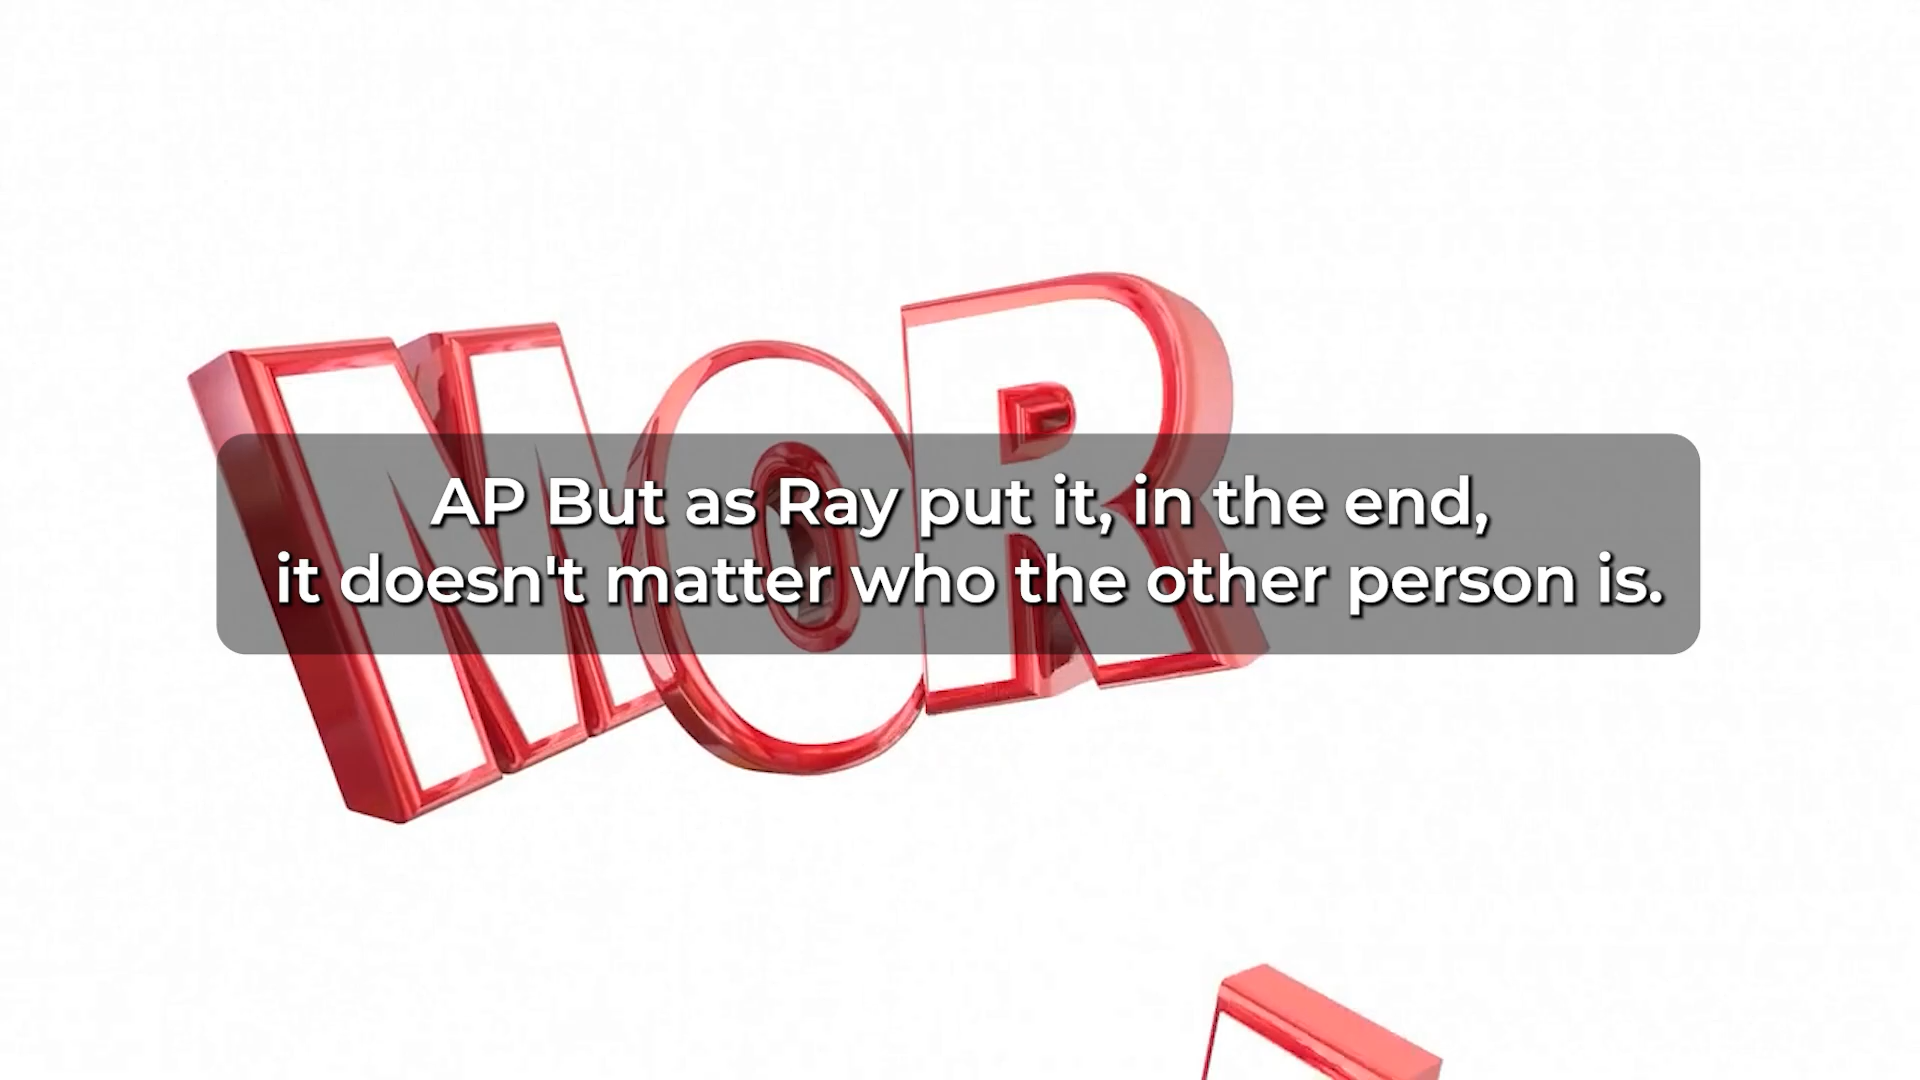 MOR
AP But as Ray put it, in the end,
it doesn't matter who the other person is.